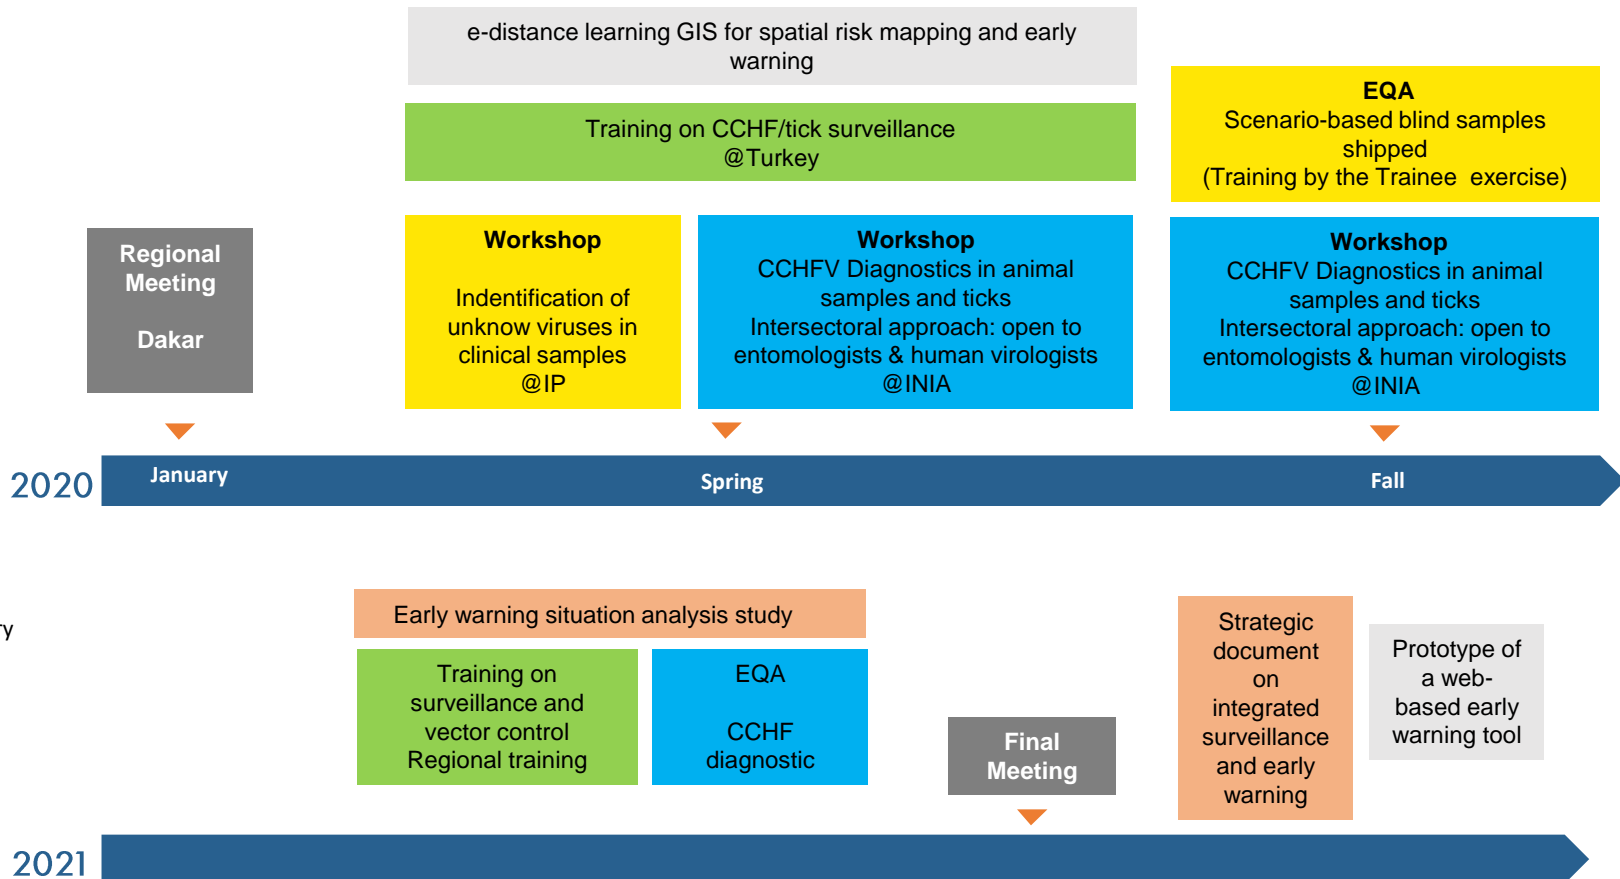 e-distance learning GIS for spatial risk mapping and early
warning
Training on CCHF/tick surveillance
@Turkey
EQA
Scenario-based blind samples
shipped
(Training by the Trainee exercise)
Regional
Meeting
Dakar
Workshop
Indentification of
unknow viruses in
clinical samples
@IP
Workshop
CCHFV Diagnostics in animal
samples and ticks
Intersectoral approach: open to
entomologists & human virologists
@INIA
Workshop
CCHFV Diagnostics in animal
samples and ticks
Intersectoral approach: open to
entomologists & human virologists
@INIA
2020
January
Spring
Fall
ry
Early warning situation analysis study
Training on
surveillance and
vector control
Regional training
EQA
CCHF
diagnostic
Final
Meeting
Strategic
document
on
integrated
surveillance
and early
warning
Prototype of
a web-
based early
warning tool
2021